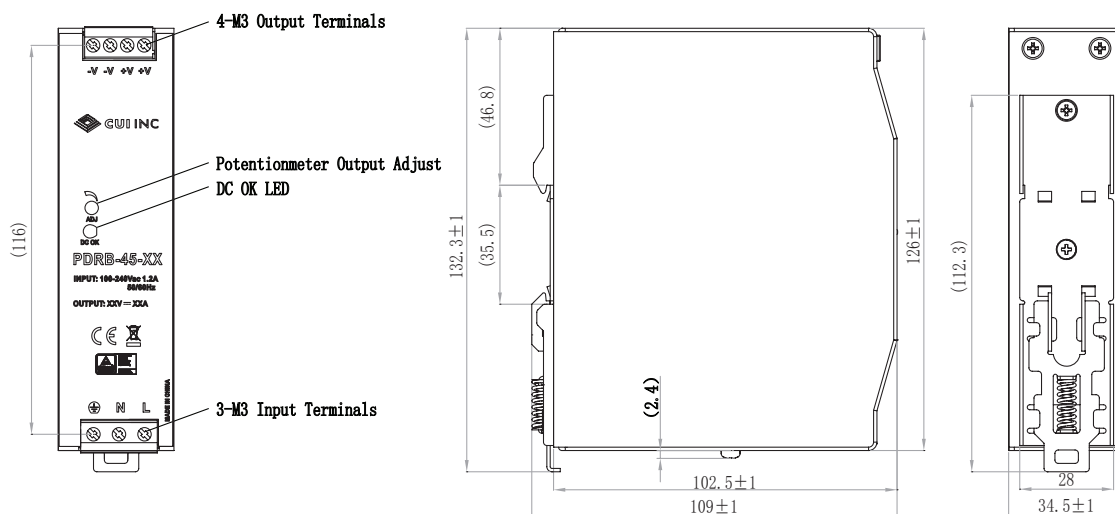 4-M3 Output Terminals
-V -V +V +V
CUI INC
Potentionmeter Output Adjust
DC OK LED
ADJ
DC OK
PDRB-45-XX
INPUT: 100-240Vac 1.2A
50/60Hz
OUTPUT: XXV ⎓ XXA
CE
MADE IN CHINA
N L
3-M3 Input Terminals
(116)
132.3±1
(46.8)
(35.5)
(2.4)
126±1
102.5±1
109±1
(112.3)
28
34.5±1